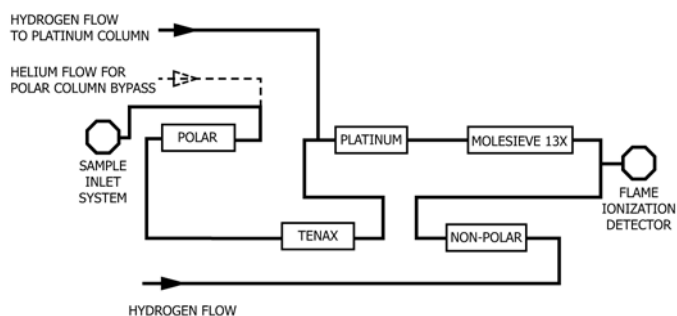 HYDROGEN FLOW
TO PLATINUM COLUMN
HELIUM FLOW FOR
POLAR COLUMN BYPASS
POLAR
PLATINUM
MOLESIEVE 13X
SAMPLE
INLET
SYSTEM
FLAME
IONIZATION
DETECTOR
TENAX
NON-POLAR
HYDROGEN FLOW